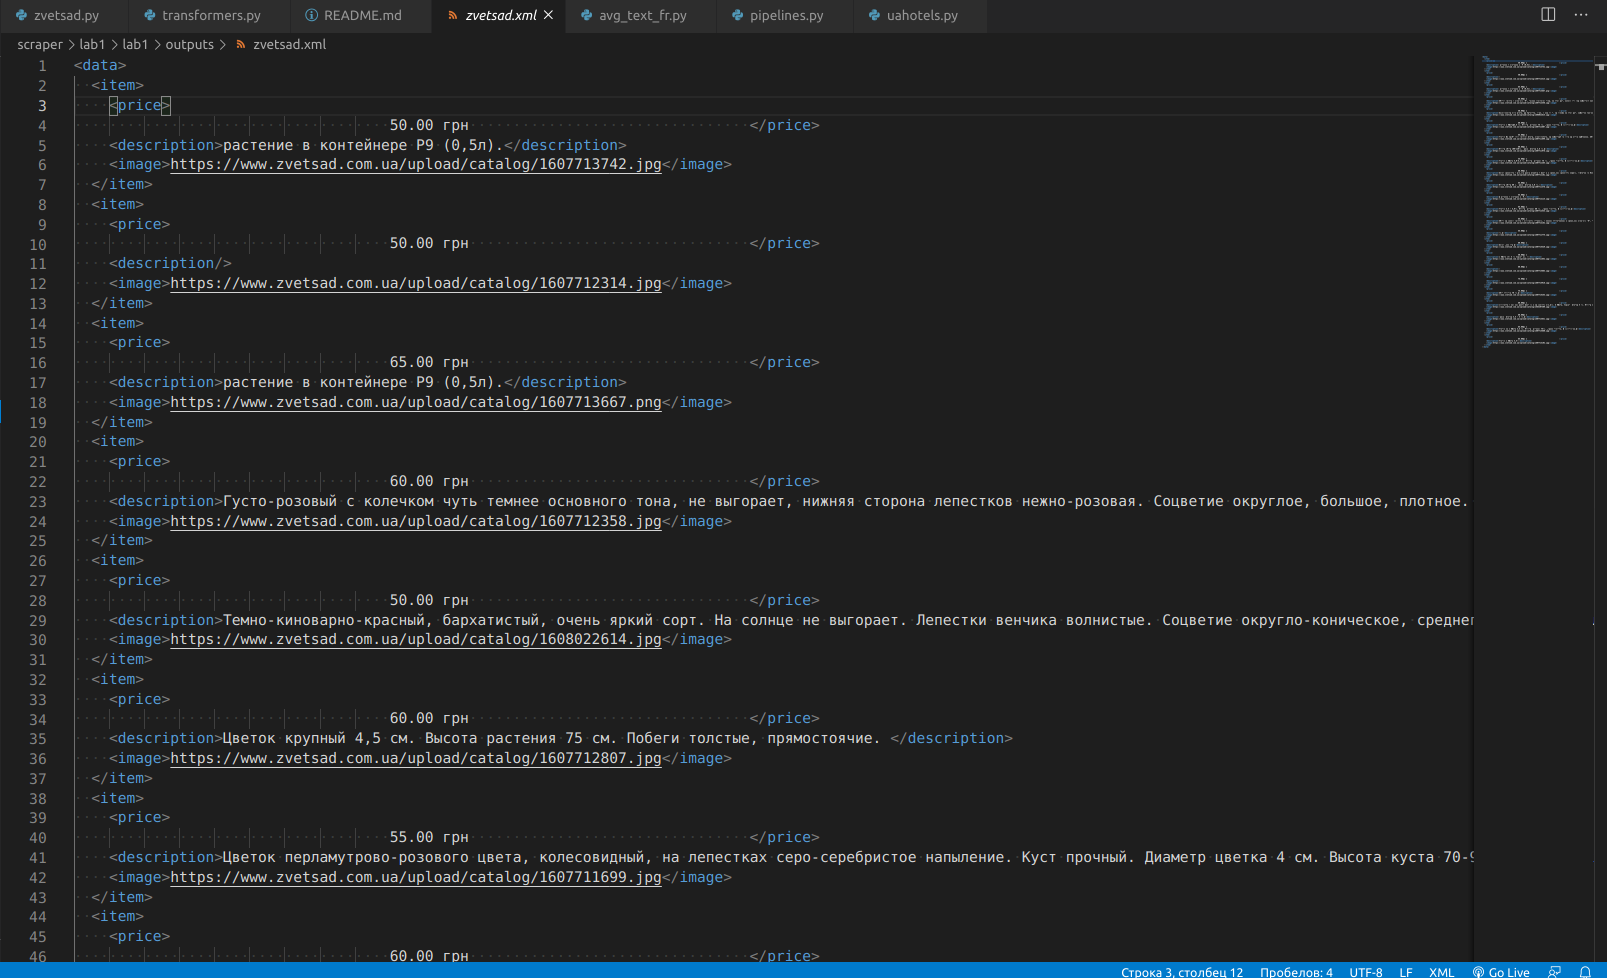 zvetsad.py transformers.py README.md zvetsad.xml avg_text_fr.py pipelines.py uahotels.py
scraper > lab1 > lab1 > outputs > zvetsad.xml
1 <data>
2 <item>
3 <price>
4 50.00 грн </price>
5 <description>растение в контейнере Р9 (0,5л).</description>
6 <image>https://www.zvetsad.com.ua/upload/catalog/1607713742.jpg</image>
7 </item>
8 <item>
9 <price>
10 50.00 грн </price>
11 <description/>
12 <image>https://www.zvetsad.com.ua/upload/catalog/1607712314.jpg</image>
13 </item>
14 <item>
15 <price>
16 65.00 грн </price>
17 <description>растение в контейнере Р9 (0,5л).</description>
18 <image>https://www.zvetsad.com.ua/upload/catalog/1607713667.png</image>
19 </item>
20 <item>
21 <price>
22 60.00 грн </price>
23 <description>Густо-розовый с колечком чуть темнее основного тона, не выгорает, нижняя сторона лепестков нежно-розовая. Соцветие округлое, большое, плотное.
24 <image>https://www.zvetsad.com.ua/upload/catalog/1607712358.jpg</image>
25 </item>
26 <item>
27 <price>
28 50.00 грн </price>
29 <description>Темно-киноварно-красный, бархатистый, очень яркий сорт. На солнце не выгорает. Лепестки венчика волнистые. Соцветие округло-коническое,
30 <image>https://www.zvetsad.com.ua/upload/catalog/1608022614.jpg</image>
31 </item>
32 <item>
33 <price>
34 60.00 грн </price>
35 <description>Цветок крупный 4,5 см. Высота растения 75 см. Побеги толстые, прямостоячие. </description>
36 <image>https://www.zvetsad.com.ua/upload/catalog/1607712807.jpg</image>
37 </item>
38 <item>
39 <price>
40 55.00 грн </price>
41 <description>Цветок перламутрово-розового цвета, колесовидный, на лепестках серо-серебристое напыление. Куст прочный. Диаметр цветка 4 см. Высота куста
42 <image>https://www.zvetsad.com.ua/upload/catalog/1607711699.jpg</image>
43 </item>
44 <item>
45 <price>
46 60.00 грн </price>
Строка 3, столбец 12 Пробелов: 4 UTF-8 LF XML Go Live